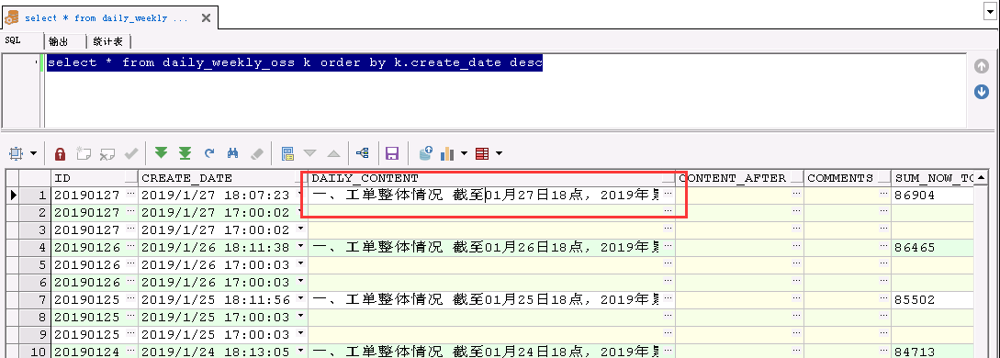 select * from daily_weekly ...
SQL 输出 统计表
select * from daily_weekly_oss k order by k.create_date desc
ID CREATE_DATE DAILY_CONTENT CONTENT_AFTER COMMENTS SUM_NOW_TO
1 20190127 ... 2019/1/27 18:07:23 一、工单整体情况 截至01月27日18点, 2019年 ... 86904
2 20190127 ... 2019/1/27 17:00:02
3 20190127 ... 2019/1/27 17:00:02
4 20190126 ... 2019/1/26 18:11:38 一、工单整体情况 截至01月26日18点, 2019年 ... 86465
5 20190126 ... 2019/1/26 17:00:03
6 20190126 ... 2019/1/26 17:00:03
7 20190125 ... 2019/1/25 18:11:56 一、工单整体情况 截至01月25日18点, 2019年 ... 85502
8 20190125 ... 2019/1/25 17:00:03
9 20190125 ... 2019/1/25 17:00:03
10 20190124 ... 2019/1/24 18:13:05 一、工单整体情况 截至01月24日18点, 2019年 ... 84713